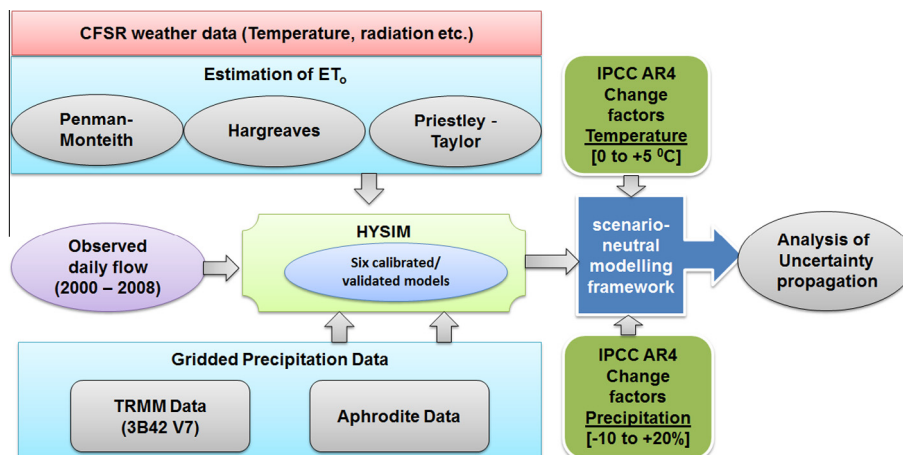 CFSR weather data (Temperature, radiation etc.)
Estimation of ETo
Penman-
Monteith
Hargreaves
Priestley -
Taylor
IPCC AR4
Change
factors
Temperature
[0 to +5 ⁰C]
Observed
daily flow
(2000 – 2008)
HYSIM
Six calibrated/
validated models
scenario-
neutral
modelling
framework
Analysis of
Uncertainty
propagation
Gridded Precipitation Data
TRMM Data
(3B42 V7)
Aphrodite Data
IPCC AR4
Change
factors
Precipitation
[-10 to +20%]